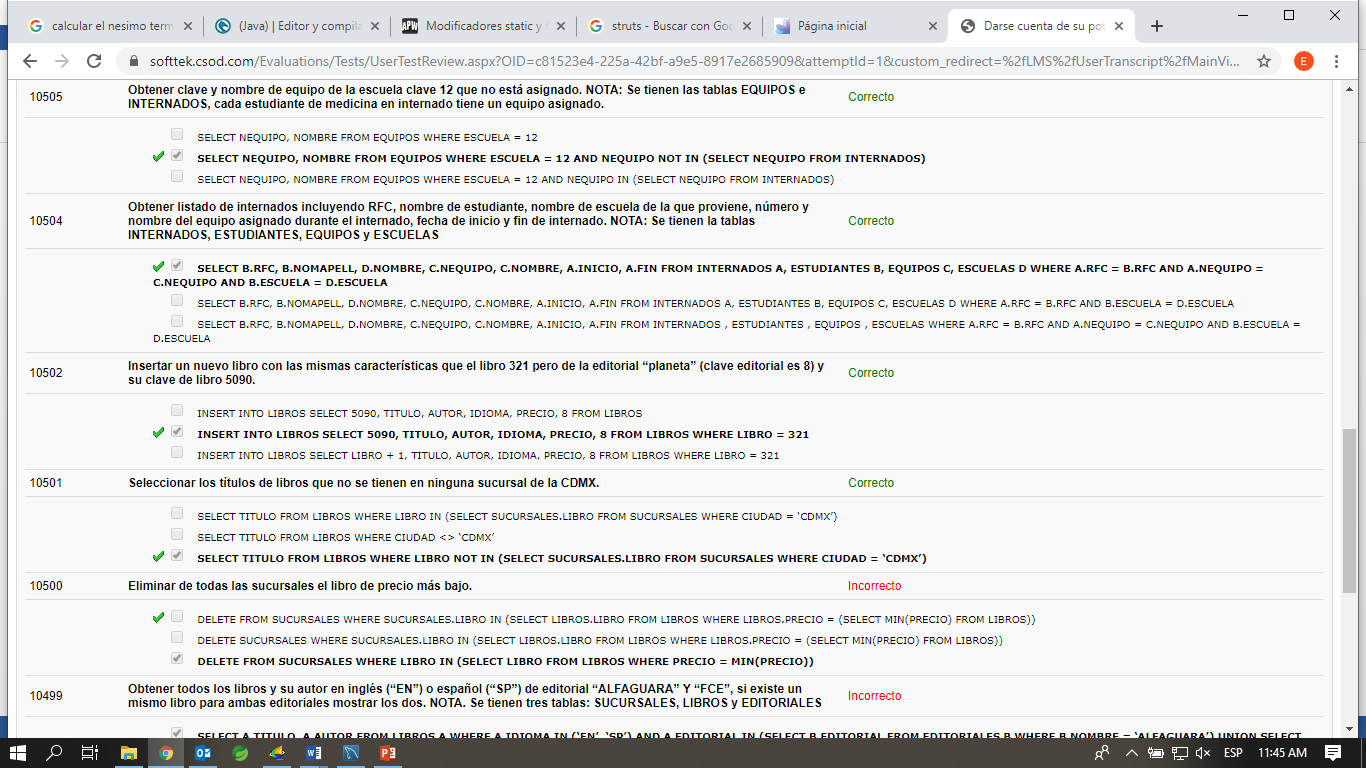 calcular el nesimo term
(Java) | Editor y compila
Modificadores static y
struts - Buscar con Goo
Página inicial
Darse cuenta de su pot
softtek.csod.com/Evaluations/Tests/UserTestReview.aspx?OID=c81523e4-225a-42bf-a9e5-8917e2685909&attemptId=1&custom_redirect=%2fLMS%2fUserTranscript%2fMainVi...
E
10505
Obtener clave y nombre de equipo de la escuela clave 12 que no está asignado. NOTA: Se tienen las tablas EQUIPOS e
INTERNADOS, cada estudiante de medicina en internado tiene un equipo asignado.
Correcto
SELECT NEQUIPO, NOMBRE FROM EQUIPOS WHERE ESCUELA = 12
SELECT NEQUIPO, NOMBRE FROM EQUIPOS WHERE ESCUELA = 12 AND NEQUIPO NOT IN (SELECT NEQUIPO FROM INTERNADOS)
SELECT NEQUIPO, NOMBRE FROM EQUIPOS WHERE ESCUELA = 12 AND NEQUIPO IN (SELECT NEQUIPO FROM INTERNADOS)
10504
Obtener listado de internados incluyendo RFC, nombre de estudiante, nombre de escuela de la que proviene, número y
nombre del equipo asignado durante el internado, fecha de inicio y fin de internado. NOTA: Se tienen la tablas
INTERNADOS, ESTUDIANTES, EQUIPOS y ESCUELAS
Correcto
SELECT B.RFC, B.NOMAPELL, D.NOMBRE, C.NEQUIPO, C.NOMBRE, A.INICIO, A.FIN FROM INTERNADOS A, ESTUDIANTES B, EQUIPOS C, ESCUELAS D WHERE A.RFC = B.RFC AND A.NEQUIPO =
C.NEQUIPO AND B.ESCUELA = D.ESCUELA
SELECT B.RFC, B.NOMAPELL, D.NOMBRE, C.NEQUIPO, C.NOMBRE, A.INICIO, A.FIN FROM INTERNADOS A, ESTUDIANTES B, EQUIPOS C, ESCUELAS D WHERE A.RFC = B.RFC AND B.ESCUELA = D.ESCUELA
SELECT B.RFC, B.NOMAPELL, D.NOMBRE, C.NEQUIPO, C.NOMBRE, A.INICIO, A.FIN FROM INTERNADOS , ESTUDIANTES , EQUIPOS , ESCUELAS WHERE A.RFC = B.RFC AND A.NEQUIPO = C.NEQUIPO AND B.ESCUELA =
D.ESCUELA
10502
Insertar un nuevo libro con las mismas características que el libro 321 pero de la editorial “planeta” (clave editorial es 8) y
su clave de libro 5090.
Correcto
INSERT INTO LIBROS SELECT 5090, TITULO, AUTOR, IDIOMA, PRECIO, 8 FROM LIBROS
INSERT INTO LIBROS SELECT 5090, TITULO, AUTOR, IDIOMA, PRECIO, 8 FROM LIBROS WHERE LIBRO = 321
INSERT INTO LIBROS SELECT LIBRO + 1, TITULO, AUTOR, IDIOMA, PRECIO, 8 FROM LIBROS WHERE LIBRO = 321
10501
Seleccionar los títulos de libros que no se tienen en ninguna sucursal de la CDMX.
Correcto
SELECT TITULO FROM LIBROS WHERE LIBRO IN (SELECT SUCURSALES.LIBRO FROM SUCURSALES WHERE CIUDAD = ‘CDMX’)
SELECT TITULO FROM LIBROS WHERE CIUDAD <> ‘CDMX’
SELECT TITULO FROM LIBROS WHERE LIBRO NOT IN (SELECT SUCURSALES.LIBRO FROM SUCURSALES WHERE CIUDAD = ‘CDMX’)
10500
Eliminar de todas las sucursales el libro de precio más bajo.
Incorrecto
DELETE FROM SUCURSALES WHERE SUCURSALES.LIBRO IN (SELECT LIBROS.LIBRO FROM LIBROS WHERE LIBROS.PRECIO = (SELECT MIN(PRECIO) FROM LIBROS))
DELETE SUCURSALES WHERE SUCURSALES.LIBRO IN (SELECT LIBROS.LIBRO FROM LIBROS WHERE LIBROS.PRECIO = (SELECT MIN(PRECIO) FROM LIBROS))
DELETE FROM SUCURSALES WHERE LIBRO IN (SELECT LIBRO FROM LIBROS WHERE PRECIO = MIN(PRECIO))
10499
Obtener todos los libros y su autor en inglés (“EN”) o español (“SP”) de editorial “ALFAGUARA” Y “FCE”, si existe un
mismo libro para ambas editoriales mostrar los dos. NOTA. Se tienen tres tablas: SUCURSALES, LIBROS y EDITORIALES
Incorrecto
SELECT A.TITULO, A.AUTOR FROM LIBROS A WHERE A.IDIOMA IN (‘EN’, ‘SP’) AND A.EDITORIAL IN (SELECT B.EDITORIAL FROM EDITORIALES B WHERE B.NOMBRE = ‘ALFAGUARA’) UNION SELECT
ESP
11:45 AM